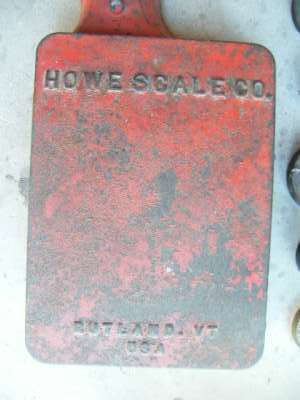 HOWE SCALE CO.
RUTLAND, VT
USA